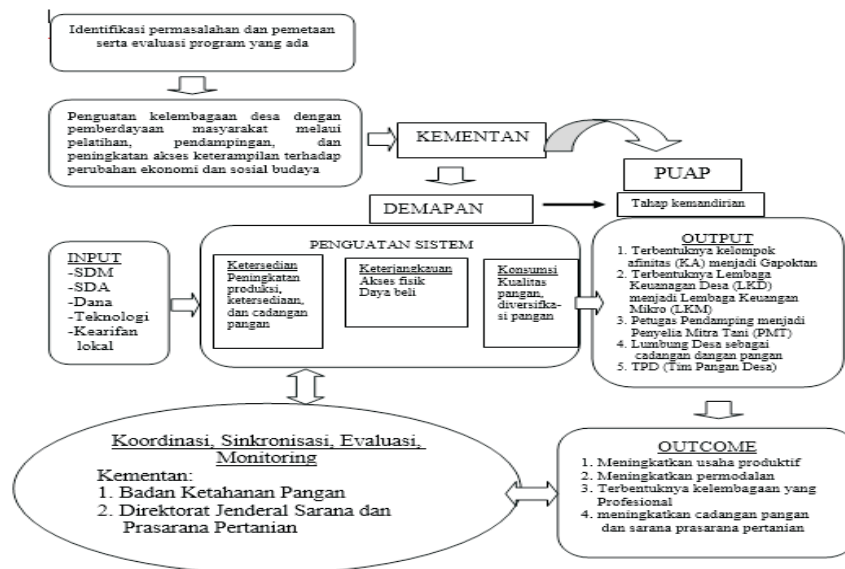 Identifikasi permasalahan dan pemetaan
serta evaluasi program yang ada
Penguatan kelembagaan desa dengan
pemberdayaan masyarakat melaui
pelatihan, pendampingan, dan
peningkatan akses keterampilan terhadap
perubahan ekonomi dan sosial budaya
KEMENTAN
PUAP
Tahap kemandirian
DEMAPAN
INPUT
-SDM
-SDA
-Dana
-Teknologi
-Kearifan
lokal
PENGUATAN SISTEM
Ketersedian
Peningkatan
produksi,
ketersediaan,
dan cadangan
pangan
Keterjangkauan
Akses fisik
Daya beli
Konsumsi
Kualitas
pangan,
diversifka-
si pangan
OUTPUT
1. Terbentuknya kelompok
afinitas (KA) menjadi Gapoktan
2. Terbentuknya Lembaga
Keuanagan Desa (LKD)
menjadi Lembaga Keuangan
Mikro (LKM)
3. Petugas Pendamping menjadi
Penyelia Mitra Tani (PMT)
4. Lumbung Desa sebagai
cadangan dangan pangan
5. TPD (Tim Pangan Desa)
Koordinasi, Sinkronisasi, Evaluasi,
Monitoring
Kementan:
1. Badan Ketahanan Pangan
2. Direktorat Jenderal Sarana dan
Prasarana Pertanian
OUTCOME
1. Meningkatkan usaha produktif
2. Meningkatkan permodalan
3. Terbentuknya kelembagaan yang
Profesional
4. meningkatkan cadangan pangan
dan sarana prasarana pertanian